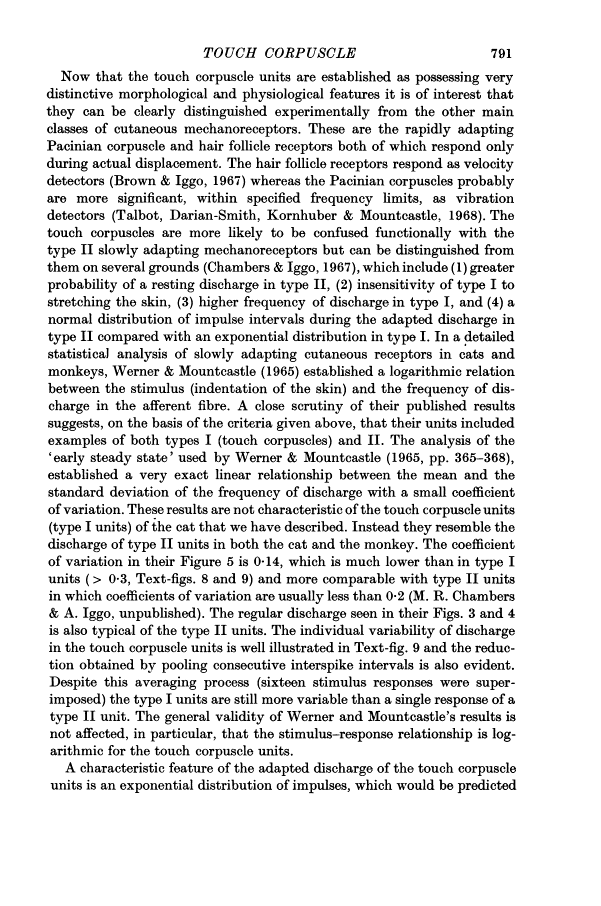 TOUCH CORPUSCLE 791
Now that the touch corpuscle units are established as possessing very
distinctive morphological and physiological features it is of interest that
they can be clearly distinguished experimentally from the other main
classes of cutaneous mechanoreceptors. These are the rapidly adapting
Pacinian corpuscle and hair follicle receptors both of which respond only
during actual displacement. The hair follicle receptors respond as velocity
detectors (Brown & Iggo, 1967) whereas the Pacinian corpuscles probably
are more significant, within specified frequency limits, as vibration
detectors (Talbot, Darian-Smith, Kornhuber & Mountcastle, 1968). The
touch corpuscles are more likely to be confused functionally with the
type II slowly adapting mechanoreceptors but can be distinguished from
them on several grounds (Chambers & Iggo, 1967), which include (1) greater
probability of a resting discharge in type II, (2) insensitivity of type I to
stretching the skin, (3) higher frequency of discharge in type I, and (4) a
normal distribution of impulse intervals during the adapted discharge in
type II compared with an exponential distribution in type I. In a detailed
statistical analysis of slowly adapting cutaneous receptors in cats and
monkeys, Werner & Mountcastle (1965) established a logarithmic relation
between the stimulus (indentation of the skin) and the frequency of dis-
charge in the afferent fibre. A close scrutiny of their published results
suggests, on the basis of the criteria given above, that their units included
examples of both types I (touch corpuscles) and II. The analysis of the
'early steady state' used by Werner & Mountcastle (1965, pp. 365–368),
established a very exact linear relationship between the mean and the
standard deviation of the frequency of discharge with a small coefficient
of variation. These results are not characteristic of the touch corpuscle units
(type I units) of the cat that we have described. Instead they resemble the
discharge of type II units in both the cat and the monkey. The coefficient
of variation in their Figure 5 is 0·14, which is much lower than in type I
units ( > 0·3, Text-figs. 8 and 9) and more comparable with type II units
in which coefficients of variation are usually less than 0·2 (M. R. Chambers
& A. Iggo, unpublished). The regular discharge seen in their Figs. 3 and 4
is also typical of the type II units. The individual variability of discharge
in the touch corpuscle units is well illustrated in Text-fig. 9 and the reduc-
tion obtained by pooling consecutive interspike intervals is also evident.
Despite this averaging process (sixteen stimulus responses were super-
imposed) the type I units are still more variable than a single response of a
type II unit. The general validity of Werner and Mountcastle's results is
not affected, in particular, that the stimulus–response relationship is log-
arithmic for the touch corpuscle units.
A characteristic feature of the adapted discharge of the touch corpuscle
units is an exponential distribution of impulses, which would be predicted